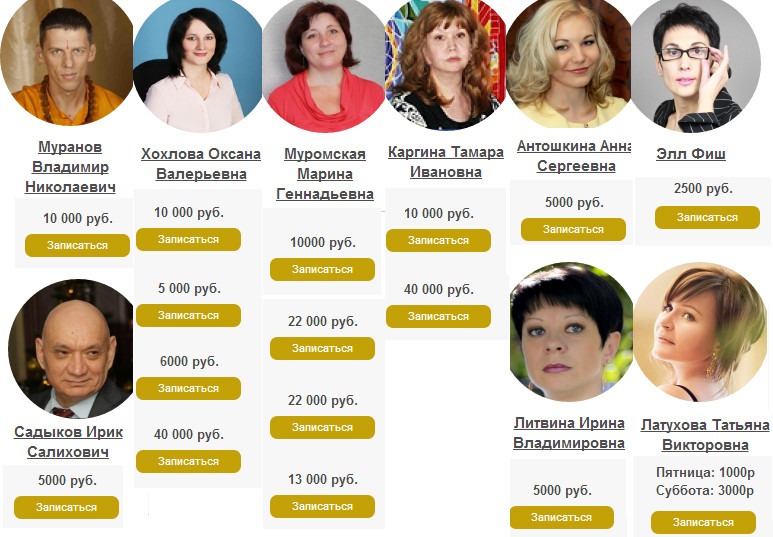 Муранов
Владимир
Николаевич
10 000 руб.
Записаться
Хохлова Оксана
Валерьевна
10 000 руб.
Записаться
5 000 руб.
Записаться
6000 руб.
Записаться
40 000 руб.
Записаться
Муромская
Марина
Геннадьевна
10000 руб.
Записаться
22 000 руб.
Записаться
22 000 руб.
Записаться
13 000 руб.
Записаться
Каргина Тамара
Ивановна
10 000 руб.
Записаться
40 000 руб.
Записаться
Антошкина Анна
Сергеевна
5000 руб.
Записаться
Элл Фиш
2500 руб.
Записаться
Садыков Ирик
Салихович
5000 руб.
Записаться
Литвина Ирина
Владимировна
5000 руб.
Записаться
Латухова Татьяна
Викторовна
Пятница: 1000р
Суббота: 3000р
Записаться